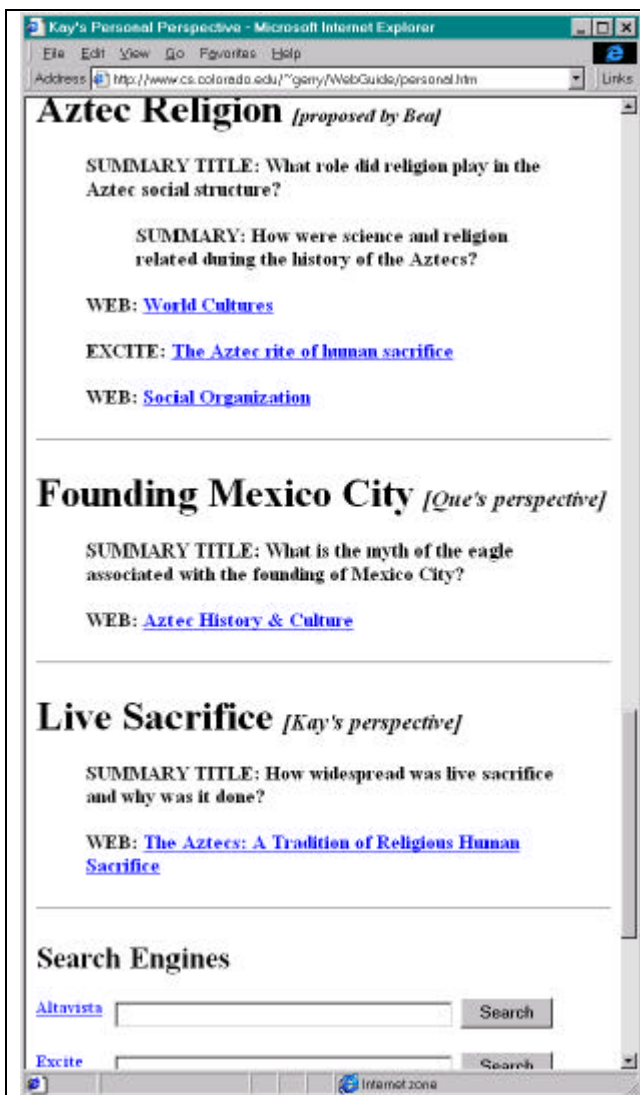 Kay's Personal Perspective - Microsoft Internet Explorer
File Edit View Go Favorites Help
Address http://www.cs.colorado.edu/~gerry/WebGuide/personal.htm Links
Aztec Religion [proposed by Bea]
SUMMARY TITLE: What role did religion play in the
Aztec social structure?
SUMMARY: How were science and religion
related during the history of the Aztecs?
WEB: World Cultures
EXCITE: The Aztec rite of human sacrifice
WEB: Social Organization
Founding Mexico City [Que's perspective]
SUMMARY TITLE: What is the myth of the eagle
associated with the founding of Mexico City?
WEB: Aztec History & Culture
Live Sacrifice [Kay's perspective]
SUMMARY TITLE: How widespread was live sacrifice
and why was it done?
WEB: The Aztecs: A Tradition of Religious Human
Sacrifice
Search Engines
Altavista Search
Excite Search
Internet zone